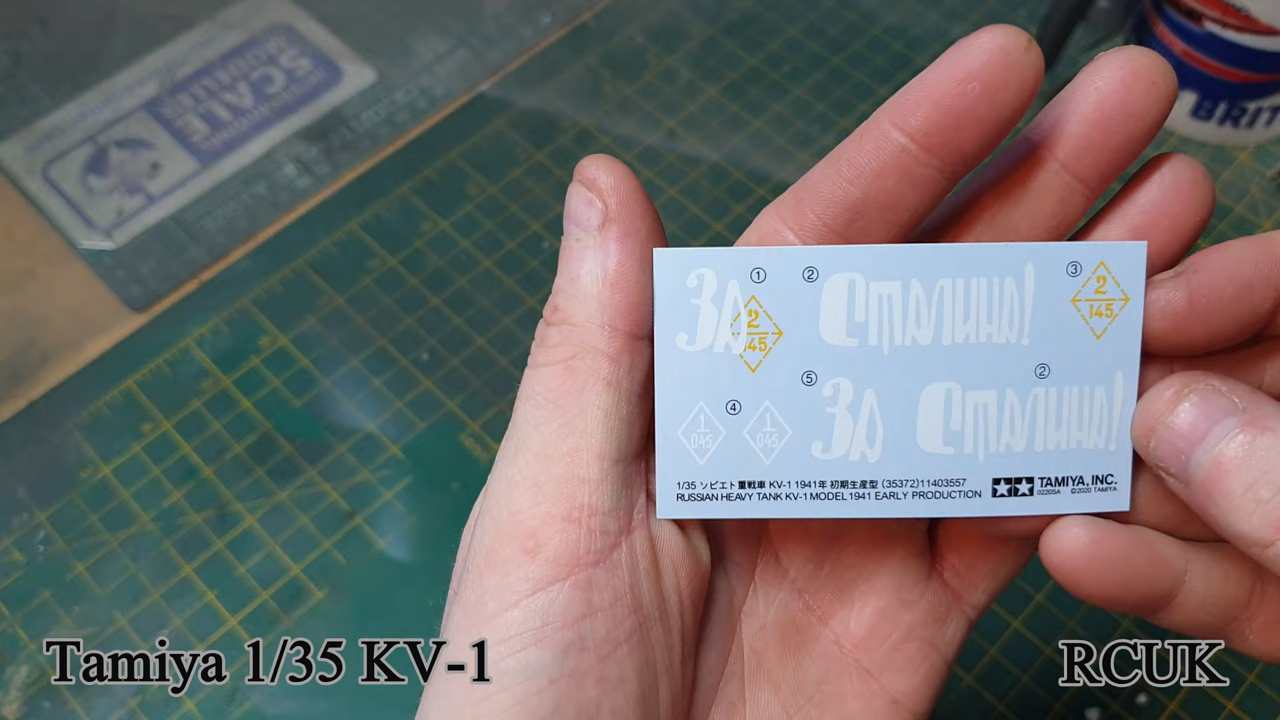 SCALE
BRIT
За
①
2
145
②
Сталина!
③
2
145
④
1
045
1
045
⑤
За
②
Сталина!
1/35 ソビエト重戦車 KV-1 1941年 初期生産型 (35372)11403557
RUSSIAN HEAVY TANK KV-1 MODEL 1941 EARLY PRODUCTION
TAMIYA, INC.
0220SA ©2020 TAMIYA
Tamiya 1/35 KV-1
RCUK